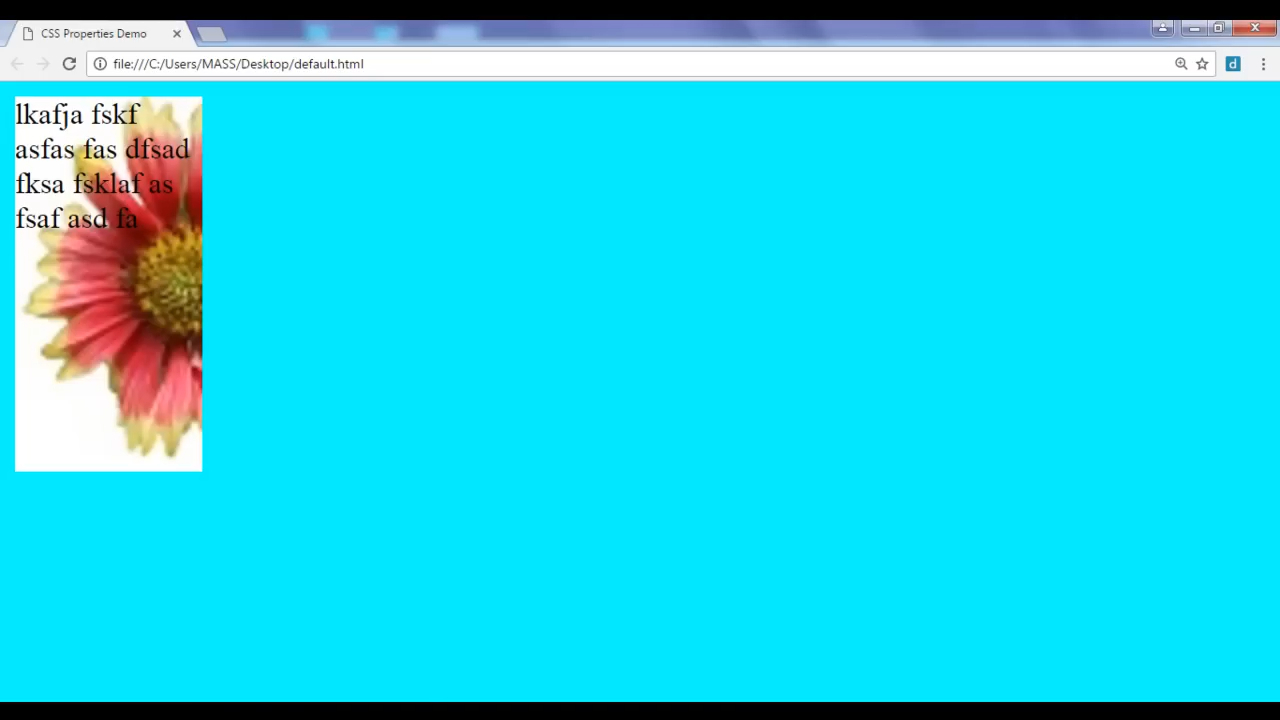 CSS Properties Demo
file:///C:/Users/MASS/Desktop/default.html
d
lkafja fskf
asfas fas dfsad
fksa fsklaf as
fsaf asd fa